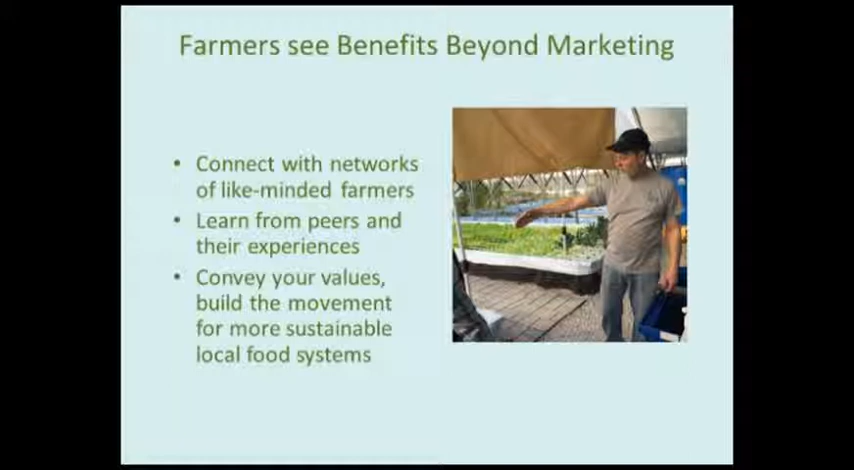 Farmers see Benefits Beyond Marketing
• Connect with networks
of like-minded farmers
• Learn from peers and
their experiences
• Convey your values,
build the movement
for more sustainable
local food systems